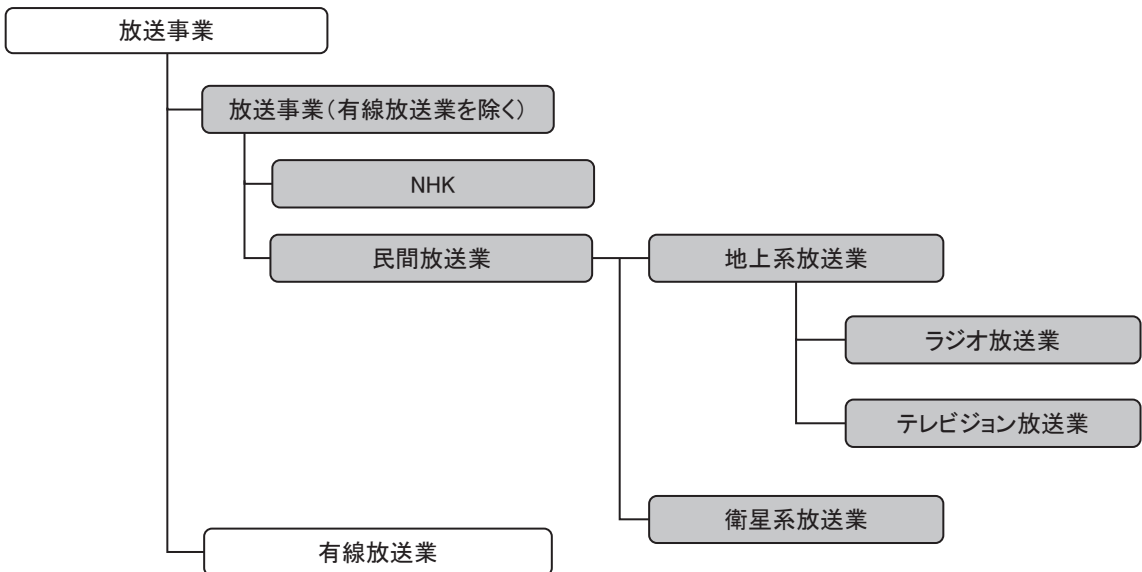 放送事業
放送事業(有線放送業を除く)
NHK
民間放送業
地上系放送業
ラジオ放送業
テレビジョン放送業
衛星系放送業
有線放送業